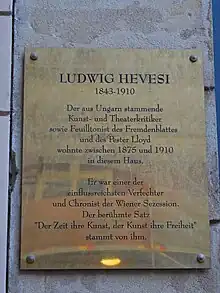 LUDWIG HEVESI
1843-1910
Der aus Ungarn stammende
Kunst- und Theaterkritiker
sowie Feuilltonist des Fremdenblattes
und des Pester Lloyd
wohnte zwischen 1875 und 1910
in diesem Haus.
Er war einer der
einflussreichsten Verfechter
und Chronist der Wiener Sezession.
Der berühmte Satz
"Der Zeit ihre Kunst, der Kunst ihre Freiheit"
stammt von ihm.